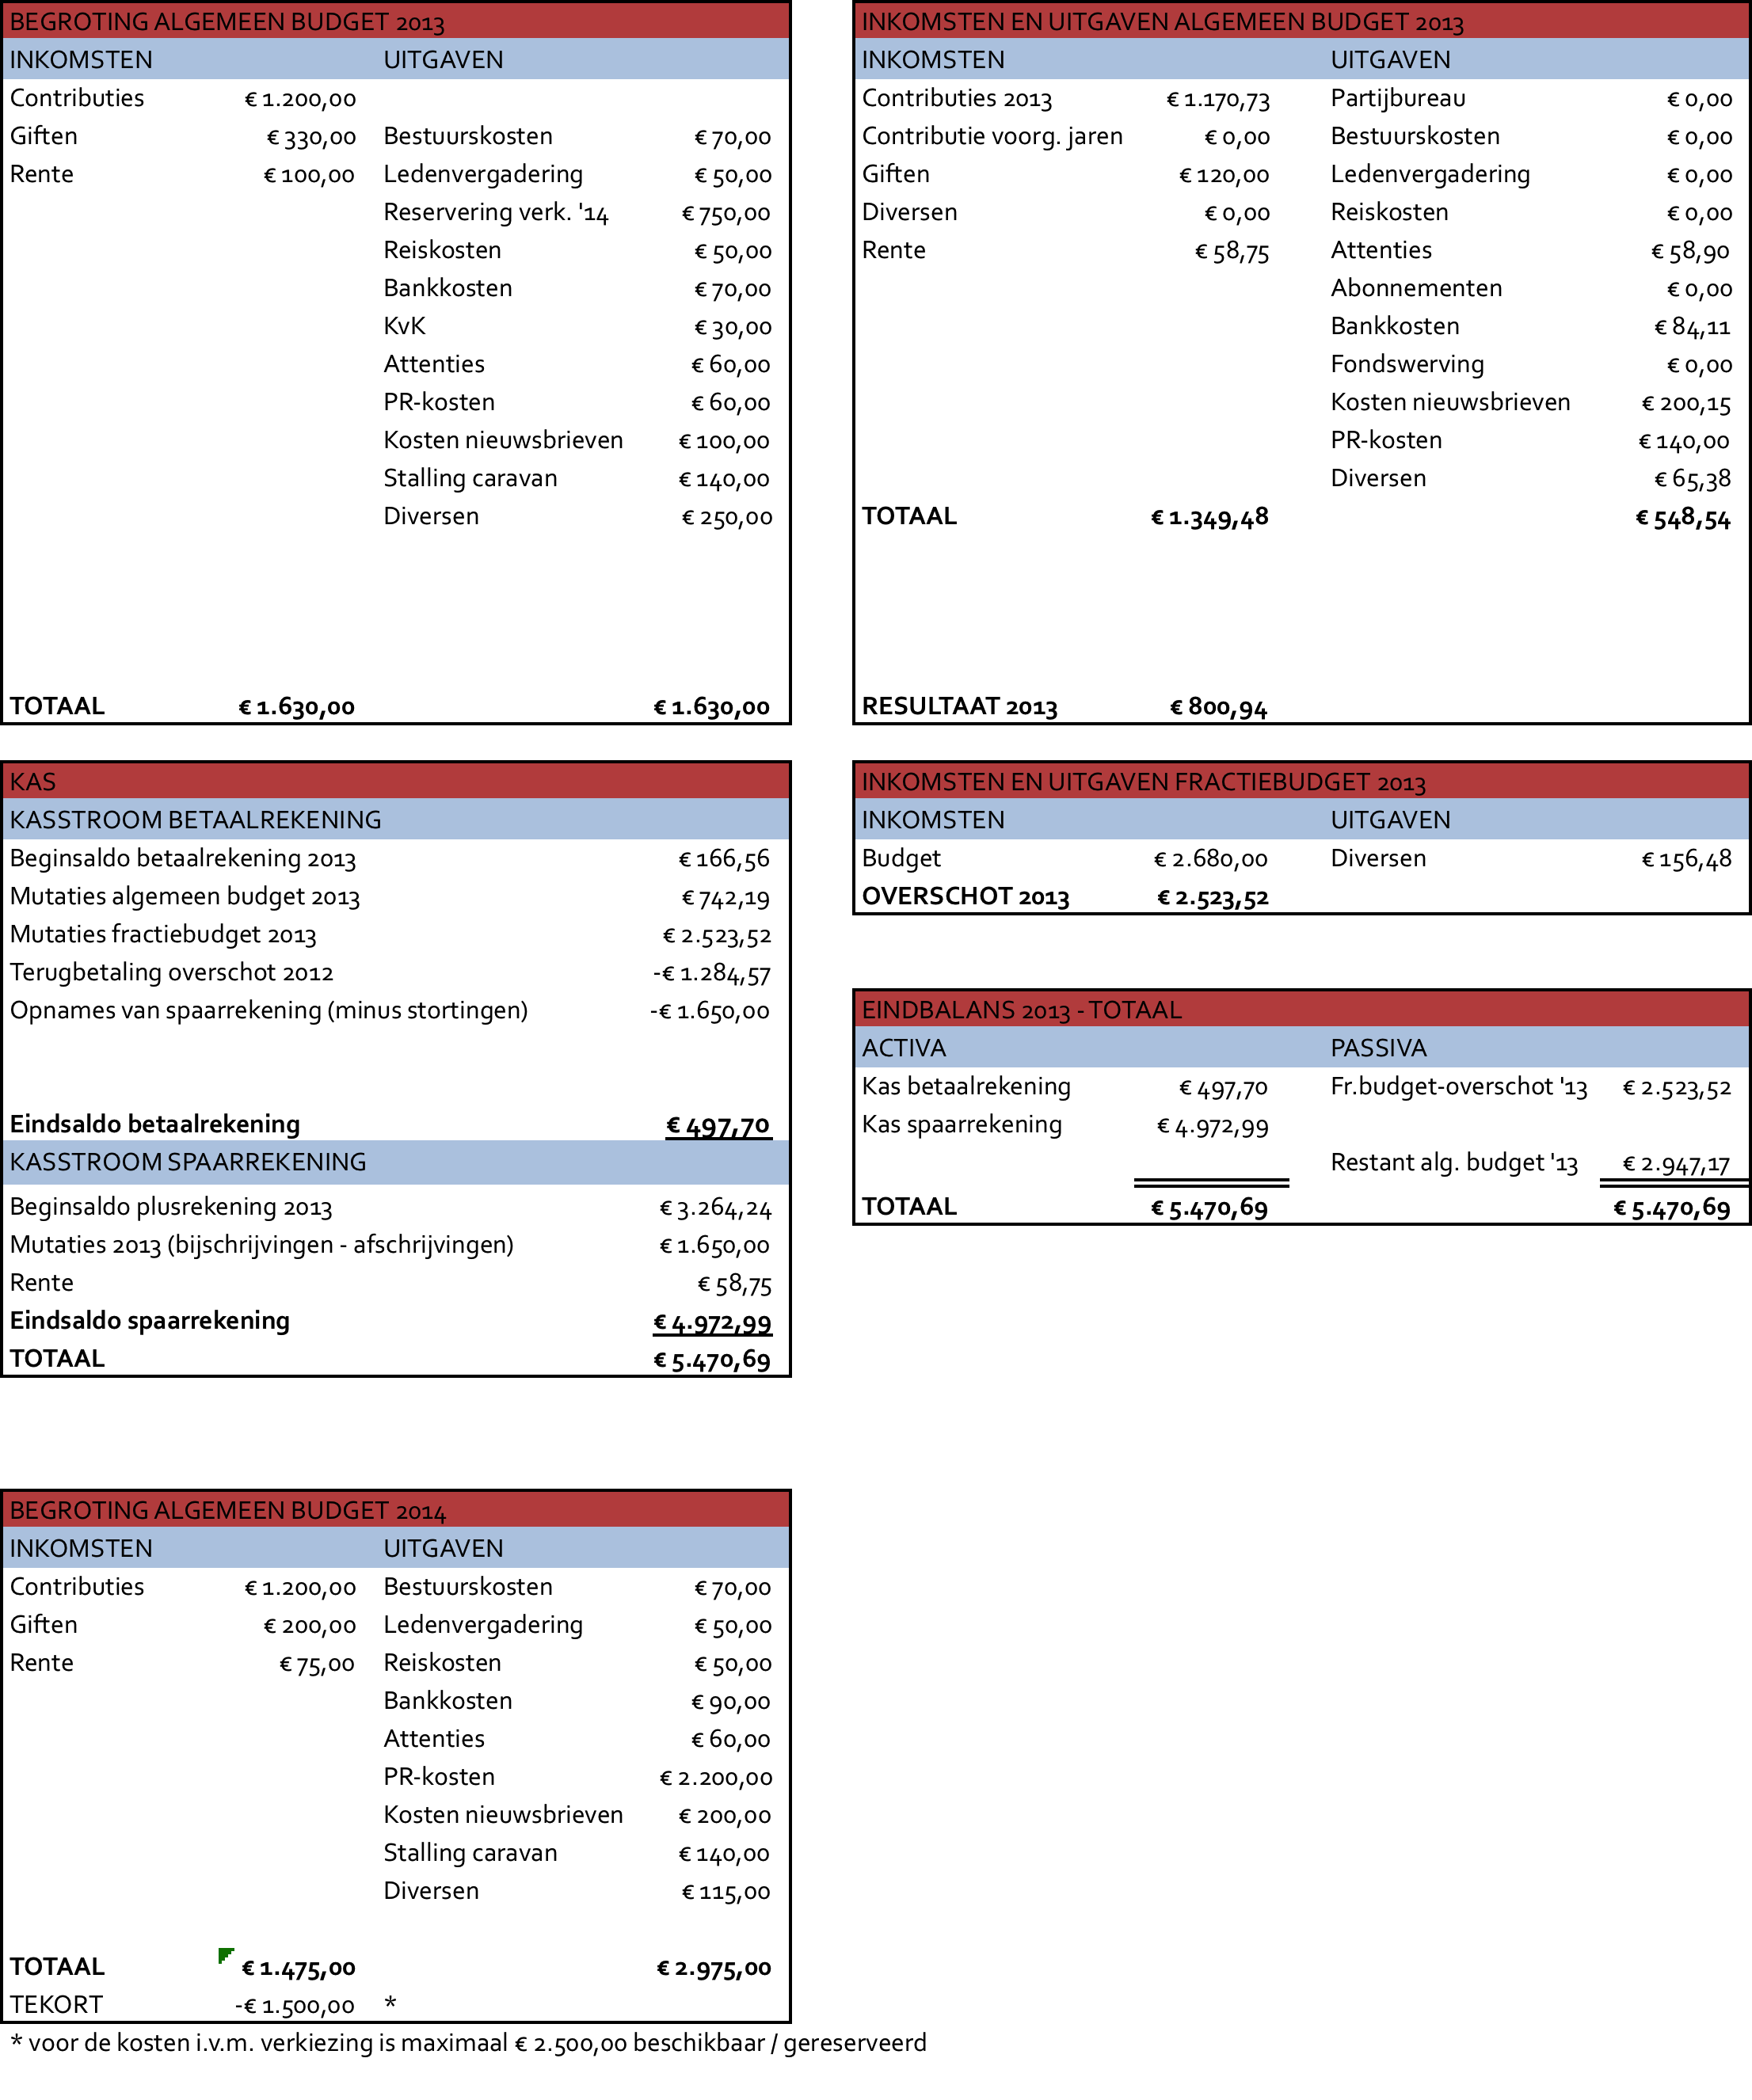 BEGROTING ALGEMEEN BUDGET 2013
INKOMSTEN UITGAVEN
Contributies € 1.200,00
Giften € 330,00 Bestuurskosten € 70,00
Rente € 100,00 Ledenvergadering € 50,00
Reservering verk. '14 € 750,00
Reiskosten € 50,00
Bankkosten € 70,00
KvK € 30,00
Attenties € 60,00
PR-kosten € 60,00
Kosten nieuwsbrieven € 100,00
Stalling caravan € 140,00
Diversen € 250,00
TOTAAL € 1.630,00 € 1.630,00
INKOMSTEN EN UITGAVEN ALGEMEEN BUDGET 2013
INKOMSTEN UITGAVEN
Contributies 2013 € 1.170,73 Partijbureau € 0,00
Contributie voorg. jaren € 0,00 Bestuurskosten € 0,00
Giften € 120,00 Ledenvergadering € 0,00
Diversen € 0,00 Reiskosten € 0,00
Rente € 58,75 Attenties € 58,90
Abonnementen € 0,00
Bankkosten € 84,11
Fondswerving € 0,00
Kosten nieuwsbrieven € 200,15
PR-kosten € 140,00
Diversen € 65,38
TOTAAL € 1.349,48 € 548,54
RESULTAAT 2013 € 800,94
KAS
KASSTROOM BETAALREKENING
Beginsaldo betaalrekening 2013 € 166,56
Mutaties algemeen budget 2013 € 742,19
Mutaties fractiebudget 2013 € 2.523,52
Terugbetaling overschot 2012 -€ 1.284,57
Opnames van spaarrekening (minus stortingen) -€ 1.650,00
Eindsaldo betaalrekening € 497,70
KASSTROOM SPAARREKENING
Beginsaldo plusrekening 2013 € 3.264,24
Mutaties 2013 (bijschrijvingen - afschrijvingen) € 1.650,00
Rente € 58,75
Eindsaldo spaarrekening € 4.972,99
TOTAAL € 5.470,69
INKOMSTEN EN UITGAVEN FRACTIEBUDGET 2013
INKOMSTEN UITGAVEN
Budget € 2.680,00 Diversen € 156,48
OVERSCHOT 2013 € 2.523,52
EINDBALANS 2013 - TOTAAL
ACTIVA PASSIVA
Kas betaalrekening € 497,70 Fr.budget-overschot '13 € 2.523,52
Kas spaarrekening € 4.972,99
Restant alg. budget '13 € 2.947,17
TOTAAL € 5.470,69 € 5.470,69
BEGROTING ALGEMEEN BUDGET 2014
INKOMSTEN UITGAVEN
Contributies € 1.200,00 Bestuurskosten € 70,00
Giften € 200,00 Ledenvergadering € 50,00
Rente € 75,00 Reiskosten € 50,00
Bankkosten € 90,00
Attenties € 60,00
PR-kosten € 2.200,00
Kosten nieuwsbrieven € 200,00
Stalling caravan € 140,00
Diversen € 115,00
TOTAAL € 1.475,00 € 2.975,00
TEKORT -€ 1.500,00 *
* voor de kosten i.v.m. verkiezing is maximaal € 2.500,00 beschikbaar / gereserveerd